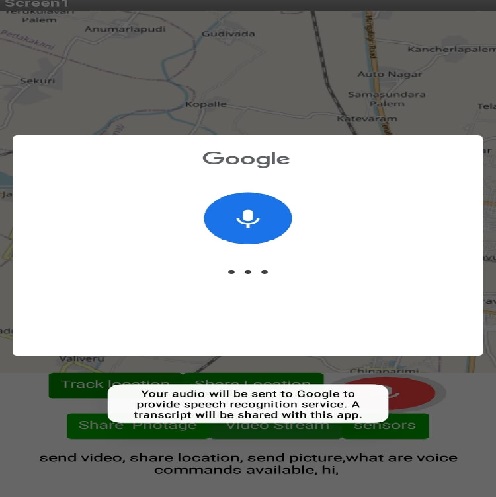 Screen1
Palem
Anumarlapudi
Gudivada
Kancherlapalem
Sekuri
Auto Nagar
Kopalle
Samasundara
Palem
Katevaram
Google
Valiveru
Track location
Share Location
Your audio will be sent to Google to
provide speech recognition service. A
transcript will be shared with this app.
Share Photage
Video Stream
sensors
send video, share location, send picture,what are voice
commands available, hi,